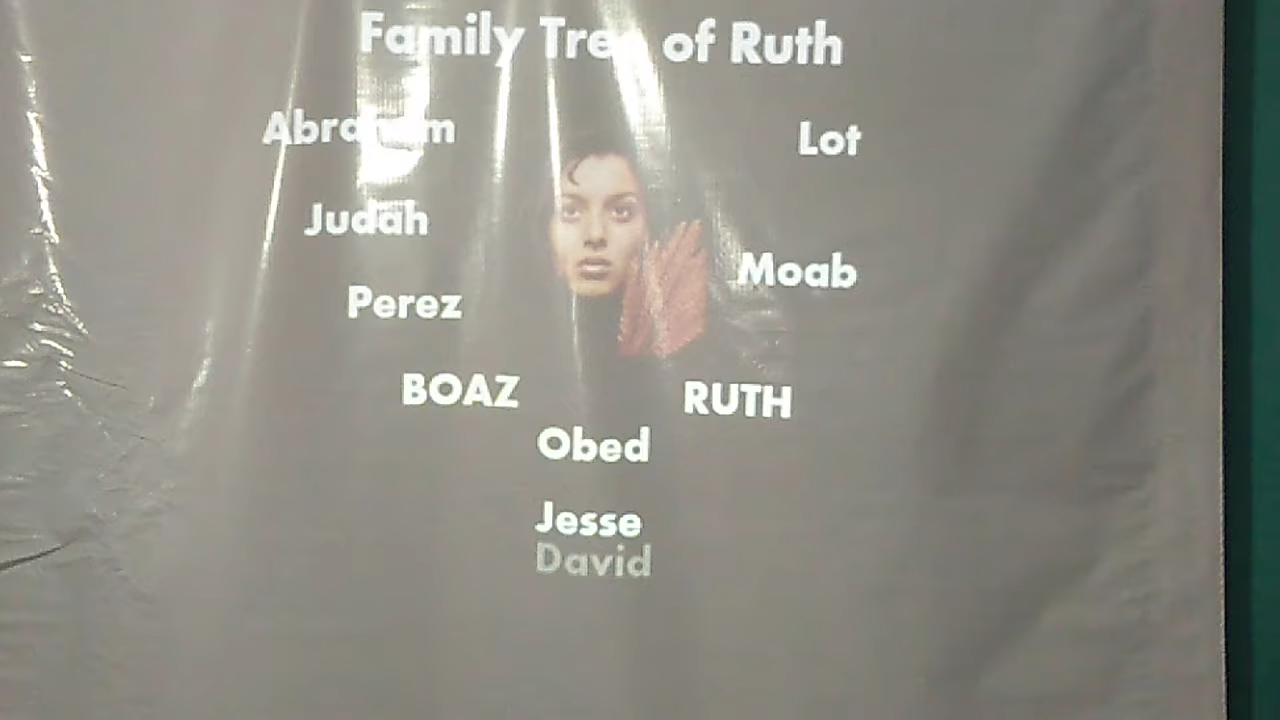 Family Tree of Ruth
Abraham
Lot
Judah
Moab
Perez
BOAZ
RUTH
Obed
Jesse
David